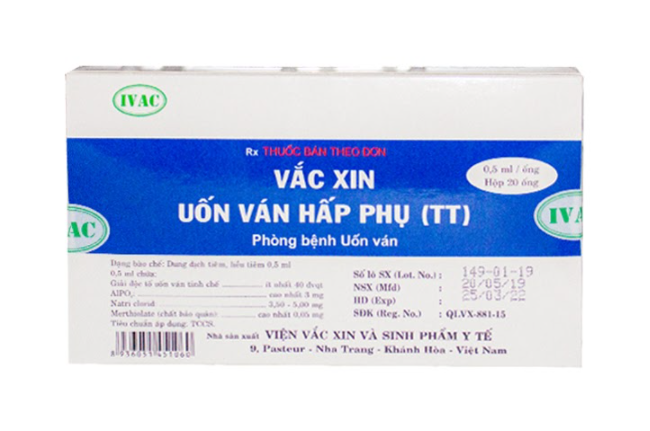 IVAC
Rx THUỐC BÁN THEO ĐƠN
0,5 ml / ống
Hộp 20 ống
VẮC XIN
UỐN VÁN HẤP PHỤ (TT)
Phòng bệnh Uốn ván
VAC
IVA
Dạng bào chế: Dung dịch tiêm, liều tiêm 0,5 ml
0,5 ml chứa:
Giải độc tố uốn ván tinh chế ít nhất 40 đvqt
AlPO₄ cao nhất 3 mg
Natri clorid 3,50 - 5,00 mg
Merthiolate (chất bảo quản) cao nhất 0,05 mg
Tiêu chuẩn áp dụng: TCCS.
Số lô SX (Lot. No.) : 149-01-19
NSX (Mfd) : 20/05/19
HD (Exp) : 25/03/22
SĐK (Reg. No.) : QLVX-881-15
8 936035 451060
Nhà sản xuất VIỆN VẮC XIN VÀ SINH PHẨM Y TẾ
9, Pasteur - Nha Trang - Khánh Hòa - Việt Nam